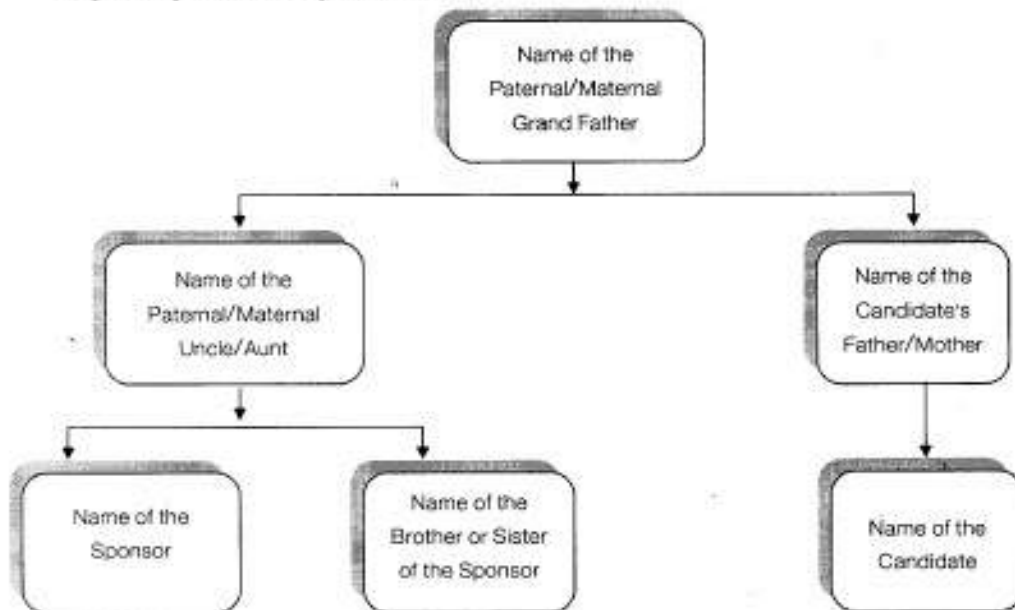 Name of the
Paternal/Maternal
Grand Father
Name of the
Paternal/Maternal
Uncle/Aunt
Name of the
Candidate's
Father/Mother
Name of the
Sponsor
Name of the
Brother or Sister
of the Sponsor
Name of the
Candidate